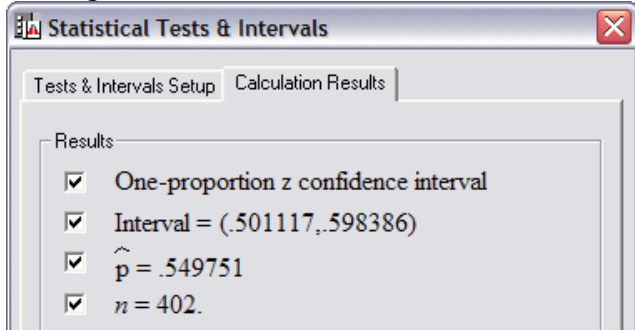 Statistical Tests & Intervals
Tests & Intervals Setup Calculation Results
Results
One-proportion z confidence interval
Interval = (.501117,.598386)
p̂ = .549751
n = 402.